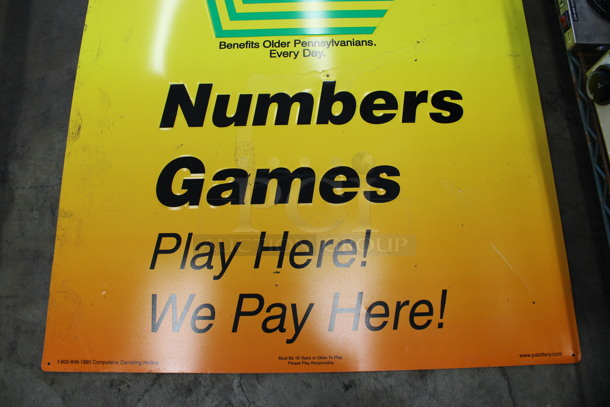 Benefits Older Pennsylvanians.
Every Day.
Numbers
Games
Play Here!
We Pay Here!
1-800-848-1880 Compulsive Gambling Hotline
Must Be 18 Years or Older To Play.
Please Play Responsibly.
www.palottery.com